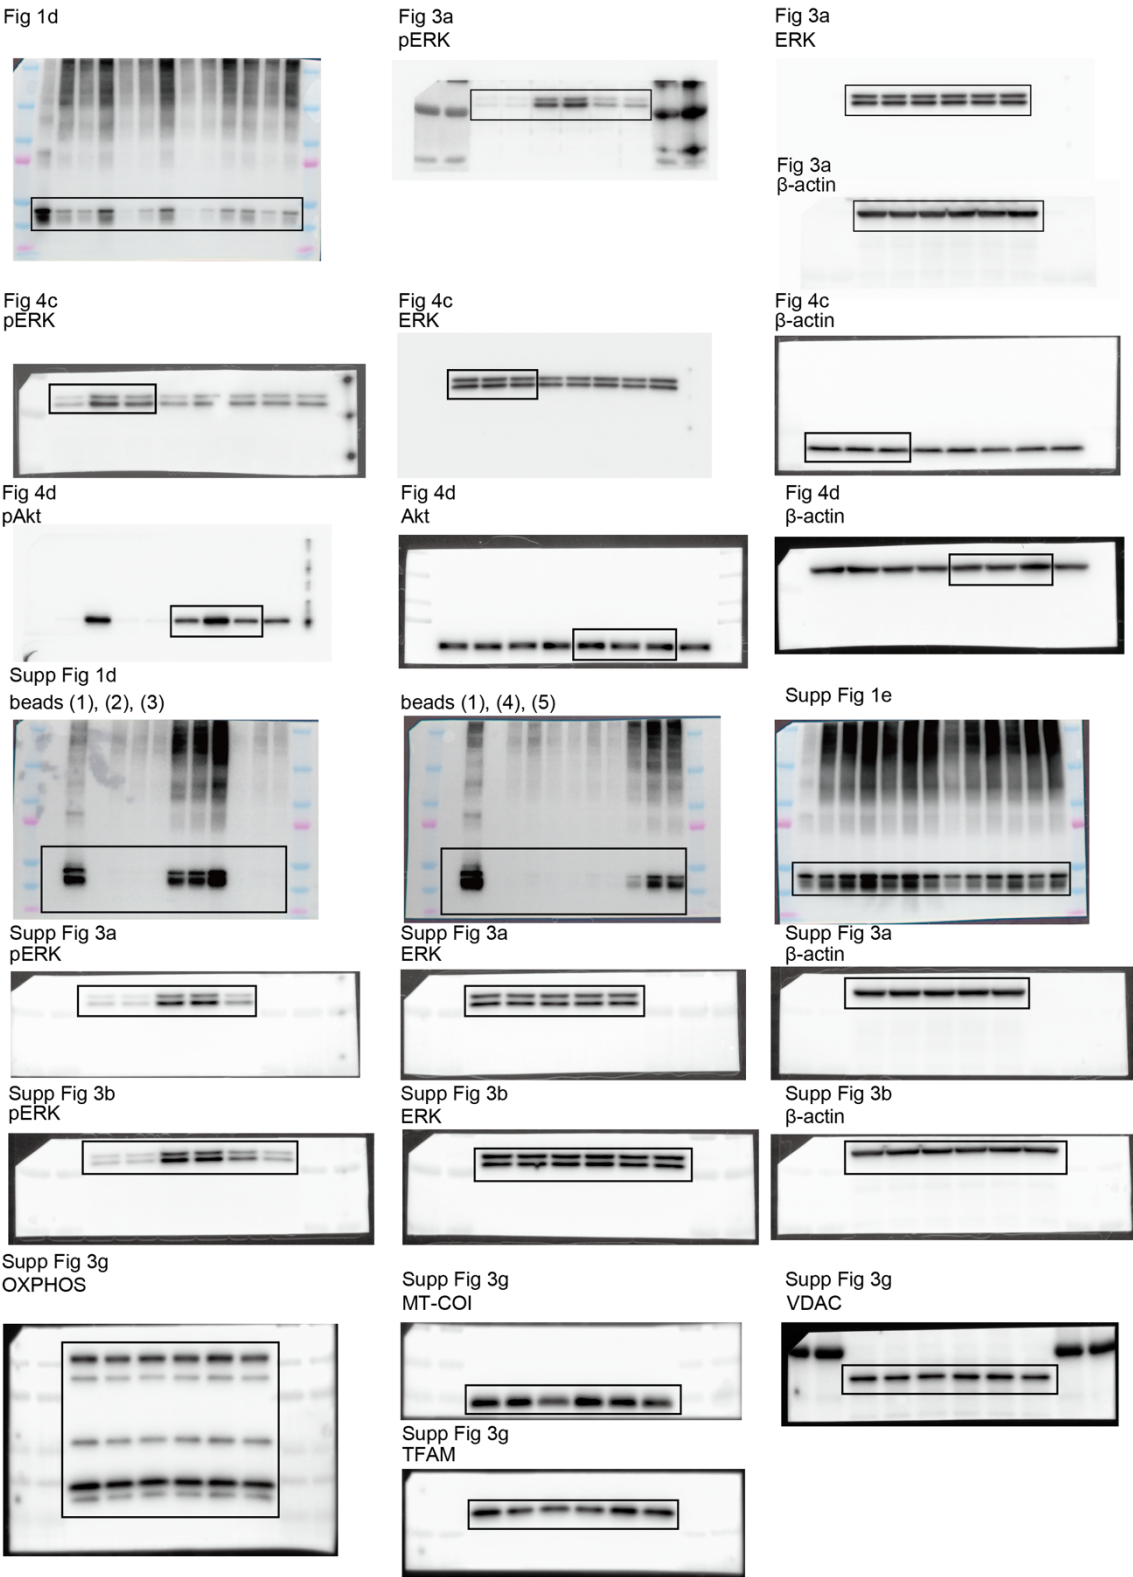 Fig 1d
Fig 3a
pERK
Fig 3a
ERK
Fig 3a
β-actin
Fig 4c
pERK
Fig 4c
ERK
Fig 4c
β-actin
Fig 4d
pAkt
Fig 4d
Akt
Fig 4d
β-actin
Supp Fig 1d
beads (1), (2), (3)
beads (1), (4), (5)
Supp Fig 1e
Supp Fig 3a
pERK
Supp Fig 3a
ERK
Supp Fig 3a
β-actin
Supp Fig 3b
pERK
Supp Fig 3b
ERK
Supp Fig 3b
β-actin
Supp Fig 3g
OXPHOS
Supp Fig 3g
MT-COI
Supp Fig 3g
VDAC
Supp Fig 3g
TFAM